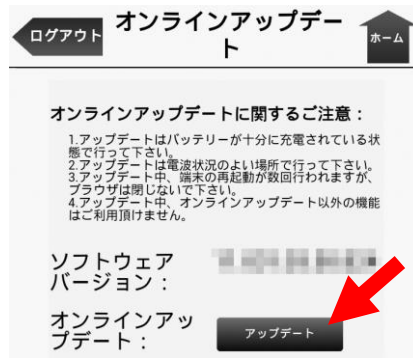 ログアウト
オンラインアップデー
ト
ホーム
オンラインアップデートに関するご注意：
1.アップデートはバッテリーが十分に充電されている状
態で行って下さい。
2.アップデートは電波状況のよい場所で行って下さい。
3.アップデート中、端末の再起動が数回行われますが、
ブラウザは閉じないで下さい。
4.アップデート中、オンラインアップデート以外の機能
はご利用頂けません。
ソフトウェア
バージョン：
オンラインアッ
プデート：
アップデート